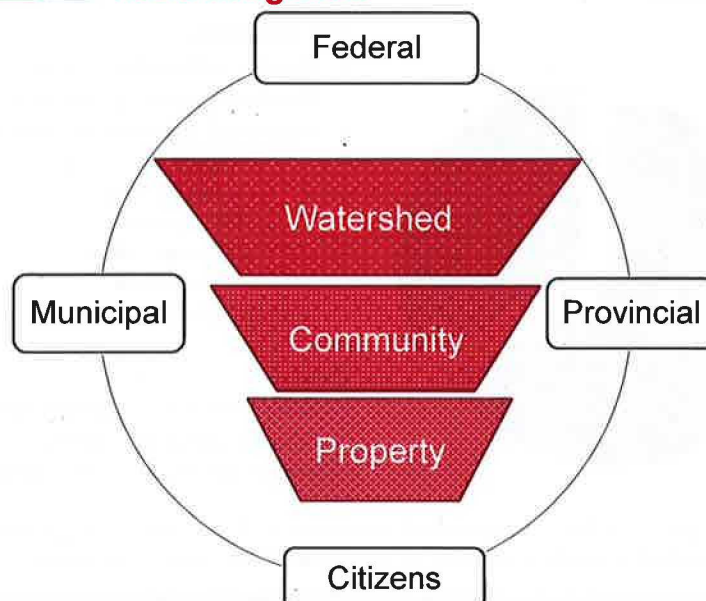 Federal
Watershed
Municipal
Provincial
Community
Property
Citizens